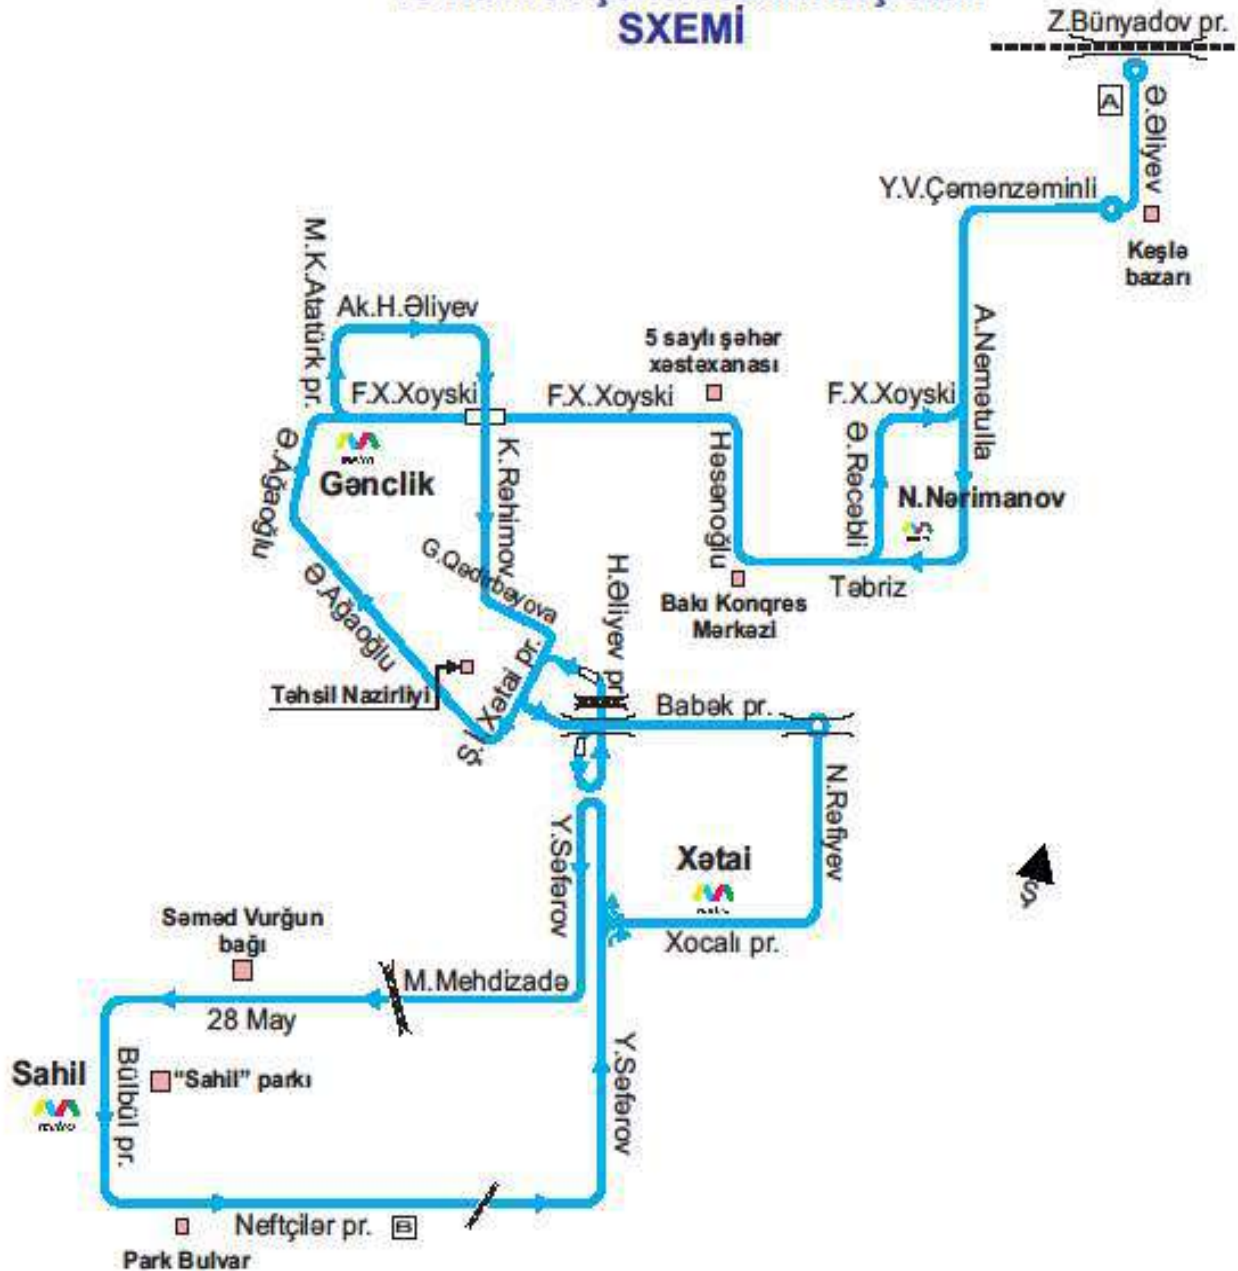 SXEMİ
Z.Bünyadov pr.
A
Ə.Əliyev
Y.V.Çəmənzəminli
Keşlə
bazarı
M.K.Atatürk pr.
Ak.H.Əliyev
5 saylı şəhər
xəstəxanası
A.Nemətulla
F.X.Xoyski
F.X.Xoyski
F.X.Xoyski
Ə.Ağaoğlu
metro
Gənclik
K.Rəhimov
Həsənoğlu
Ə.Rəcəbli
N.Nərimanov
G.Qədirbəyova
H.Əliyev pr.
Təbriz
Ə.Ağaoğlu
Bakı Konqres
Mərkəzi
Təhsil Nazirliyi
Ş.İ.Xətai pr.
Babək pr.
N.Rəfiyev
Y.Səfərov
Xətai
metro
Ş
Səməd Vurğun
bağı
Xocalı pr.
M.Mehdizadə
28 May
Y.Səfərov
Sahil
metro
Bülbül pr.
"Sahil" parkı
Neftçilər pr.
B
Park Bulvar